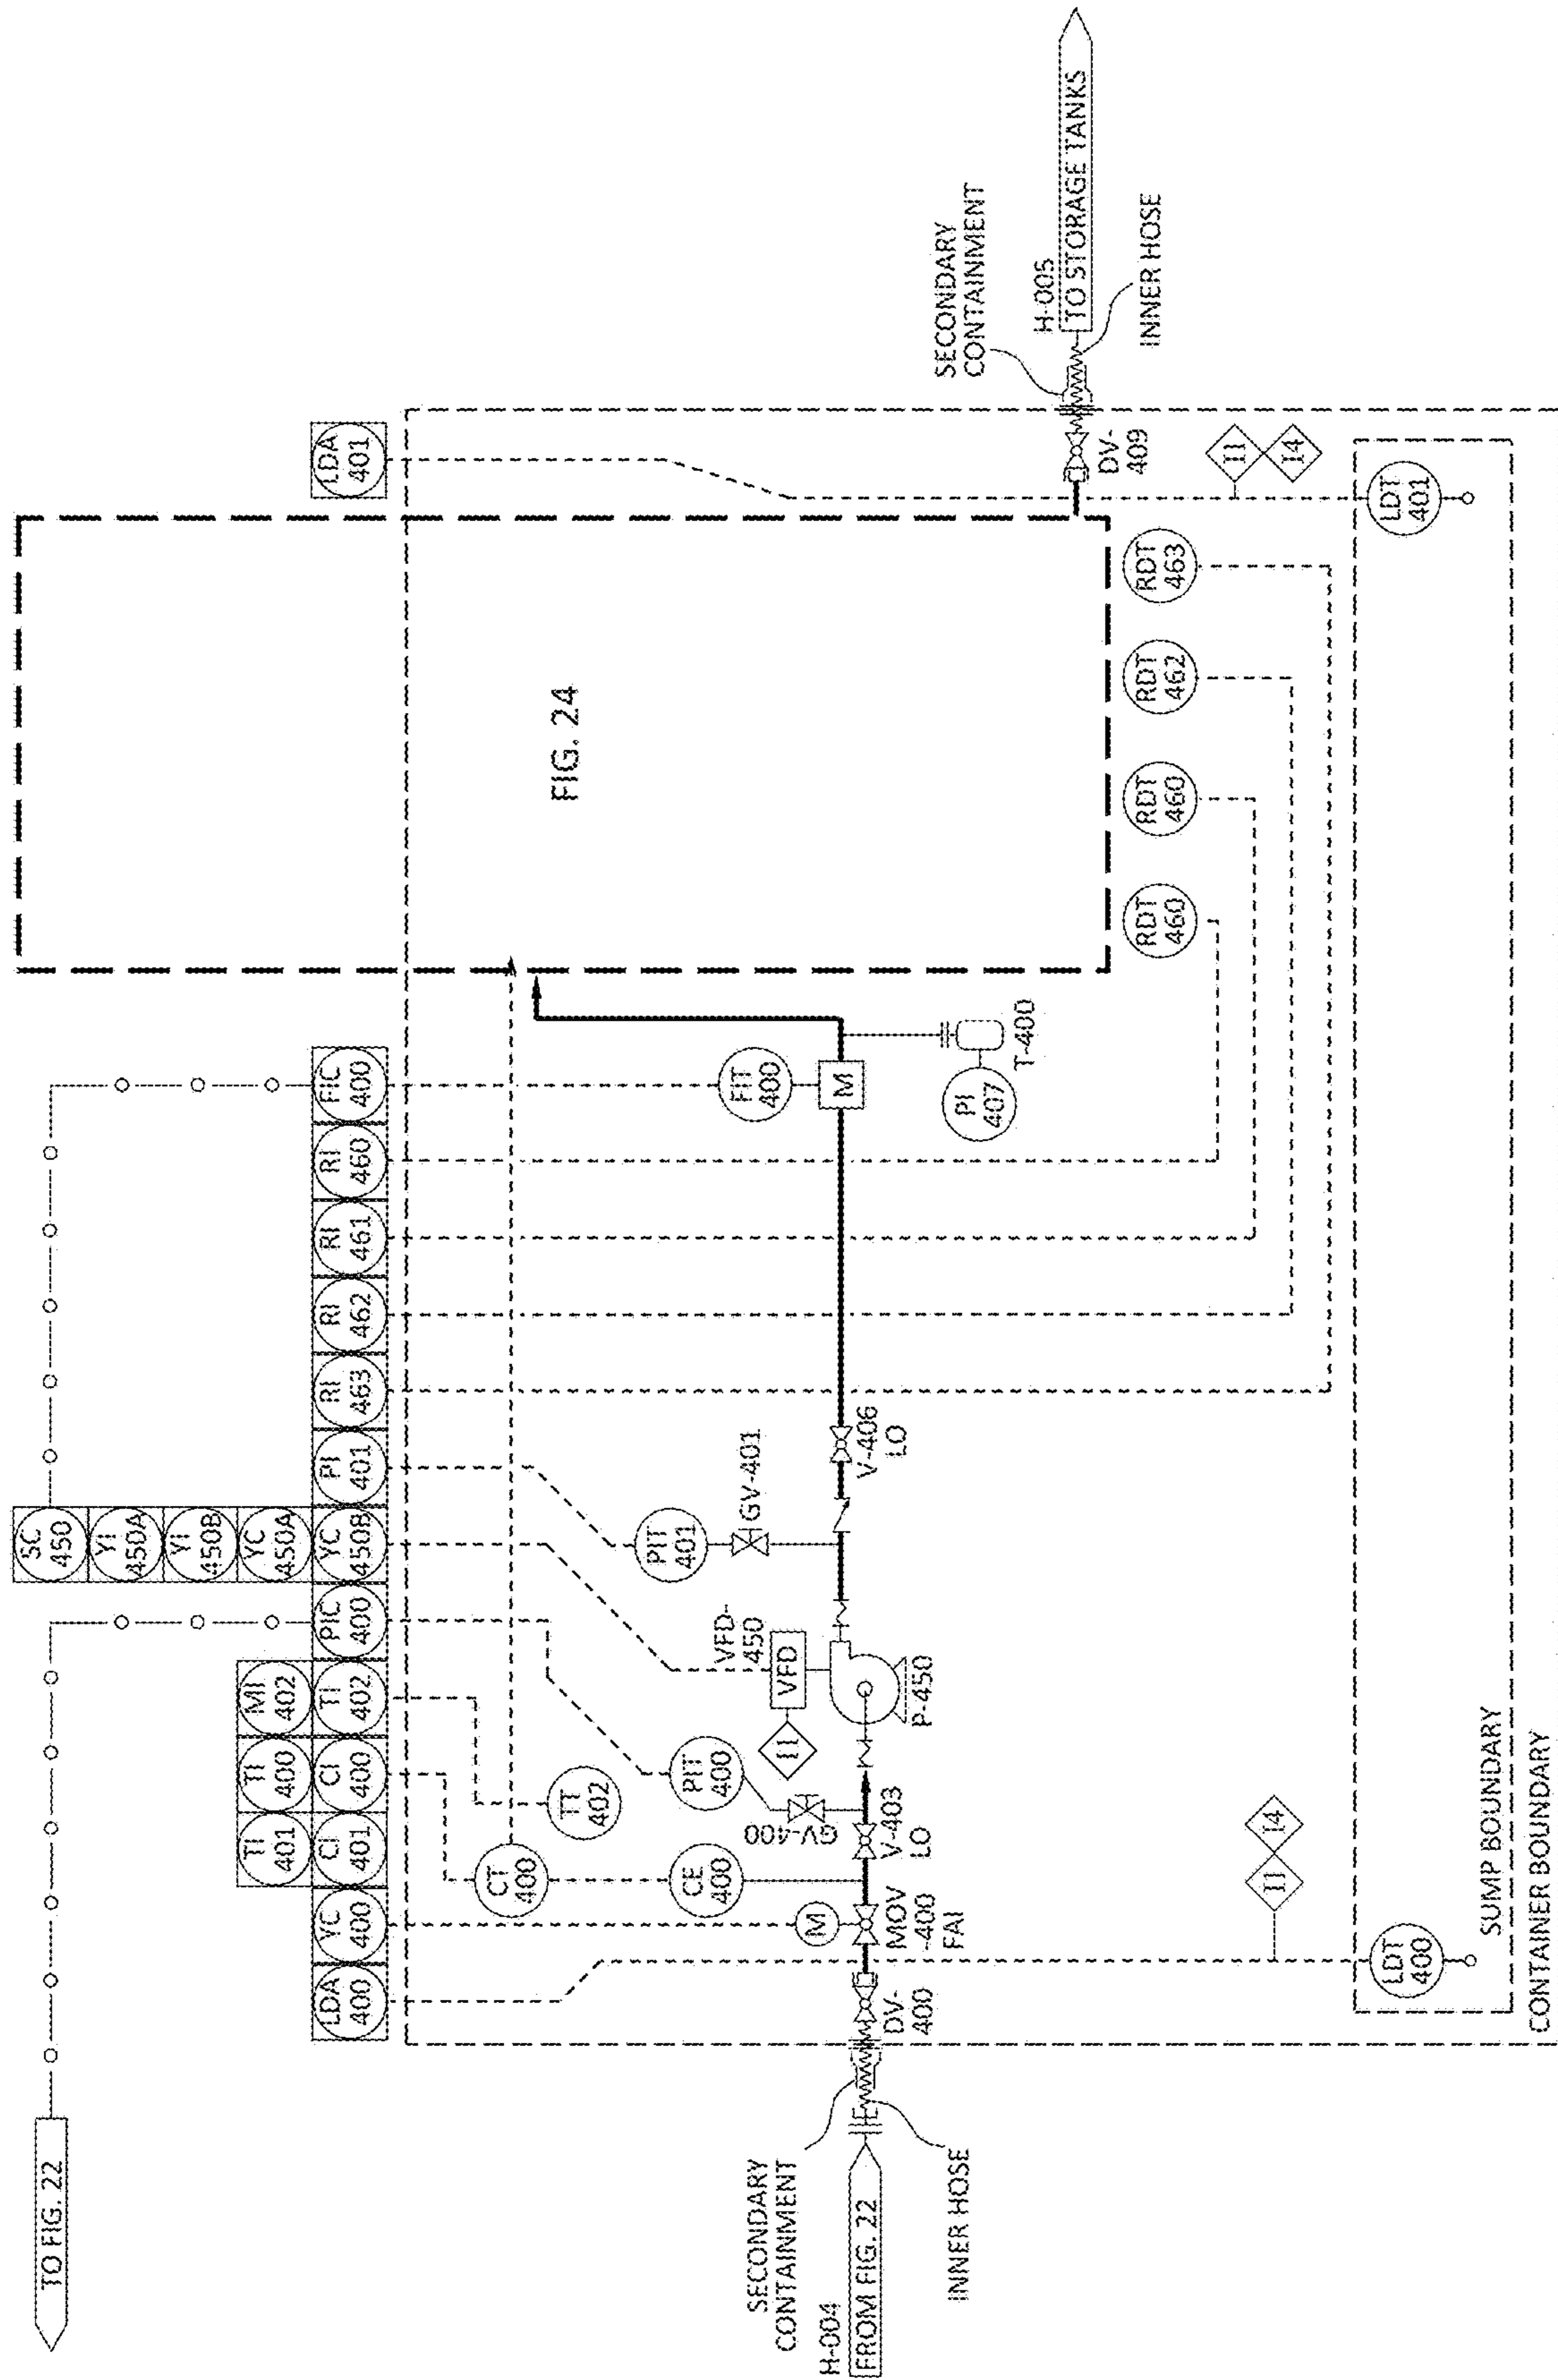 TO FIG. 22
SC
450
YI
450A
YI
450B
YC
450A
MI
402
TI
400
TI
401
LDA
400
YC
400
CI
401
CI
400
TI
402
PIC
400
YC
450B
PI
401
RI
463
RI
462
RI
461
RI
460
FIC
400
LDA
401
CT
400
TT
402
FIG. 24
CE
400
PIT
400
PIT
401
GV-401
FIT
400
VFD-
450
VFD
I1
GV-400
M
M
SECONDARY
CONTAINMENT
H-004
FROM FIG. 22
INNER HOSE
DV-
400
MOV
-400
FAI
V-403
LO
P-450
V-406
LO
PI
407
T-400
SECONDARY
CONTAINMENT
H-005
TO STORAGE TANKS
INNER HOSE
DV-
409
RDT
460
RDT
460
RDT
462
RDT
463
I1
I4
I1
I4
LDT
400
LDT
401
SUMP BOUNDARY
CONTAINER BOUNDARY